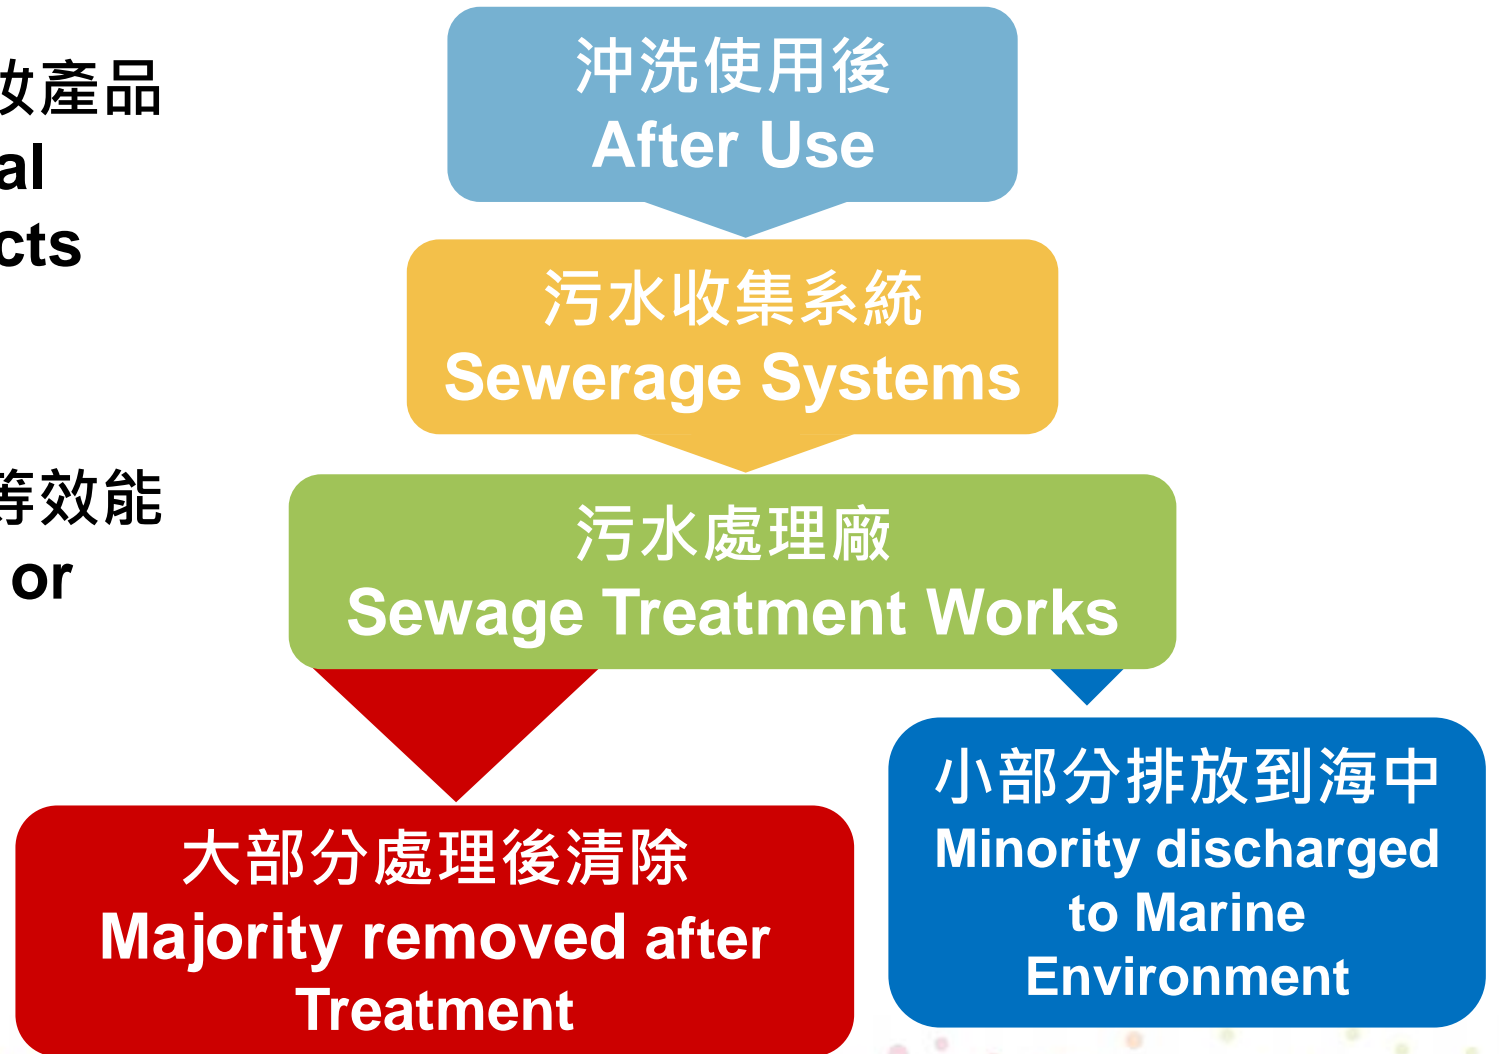 妝產品
al
cts
等效能
or
沖洗使用後
After Use
污水收集系統
Sewerage Systems
污水處理廠
Sewage Treatment Works
大部分處理後清除
Majority removed after
Treatment
小部分排放到海中
Minority discharged
to Marine
Environment